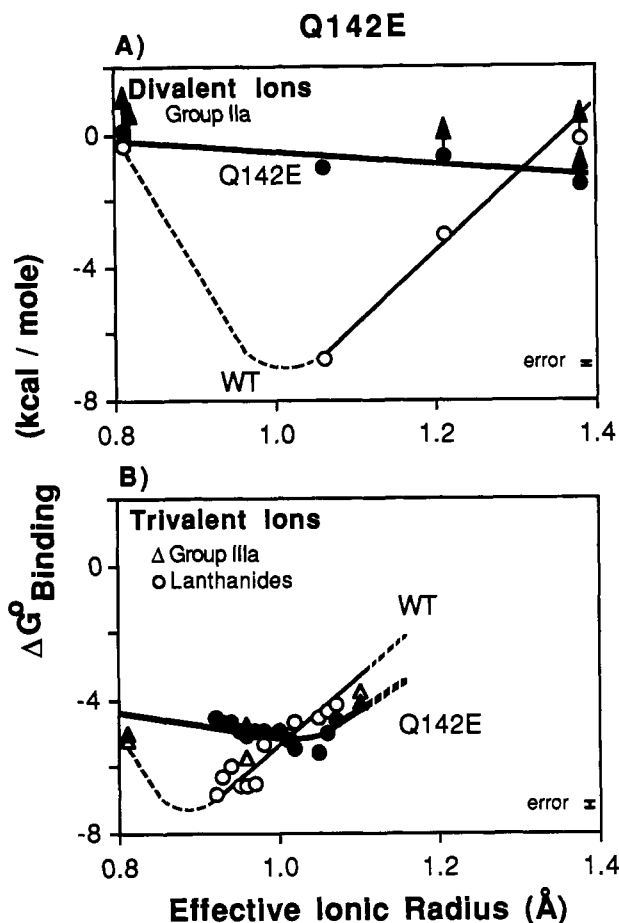 Q142E
A)
Divalent Ions
Group IIa
0
Q142E
-4
WT
error
-8
0.8
1.0
1.2
1.4
(kcal / mole)
B)
Trivalent Ions
△ Group IIIa
○ Lanthanides
0
WT
-4
Q142E
error
-8
0.8
1.0
1.2
1.4
ΔG° Binding
Effective Ionic Radius (Å)